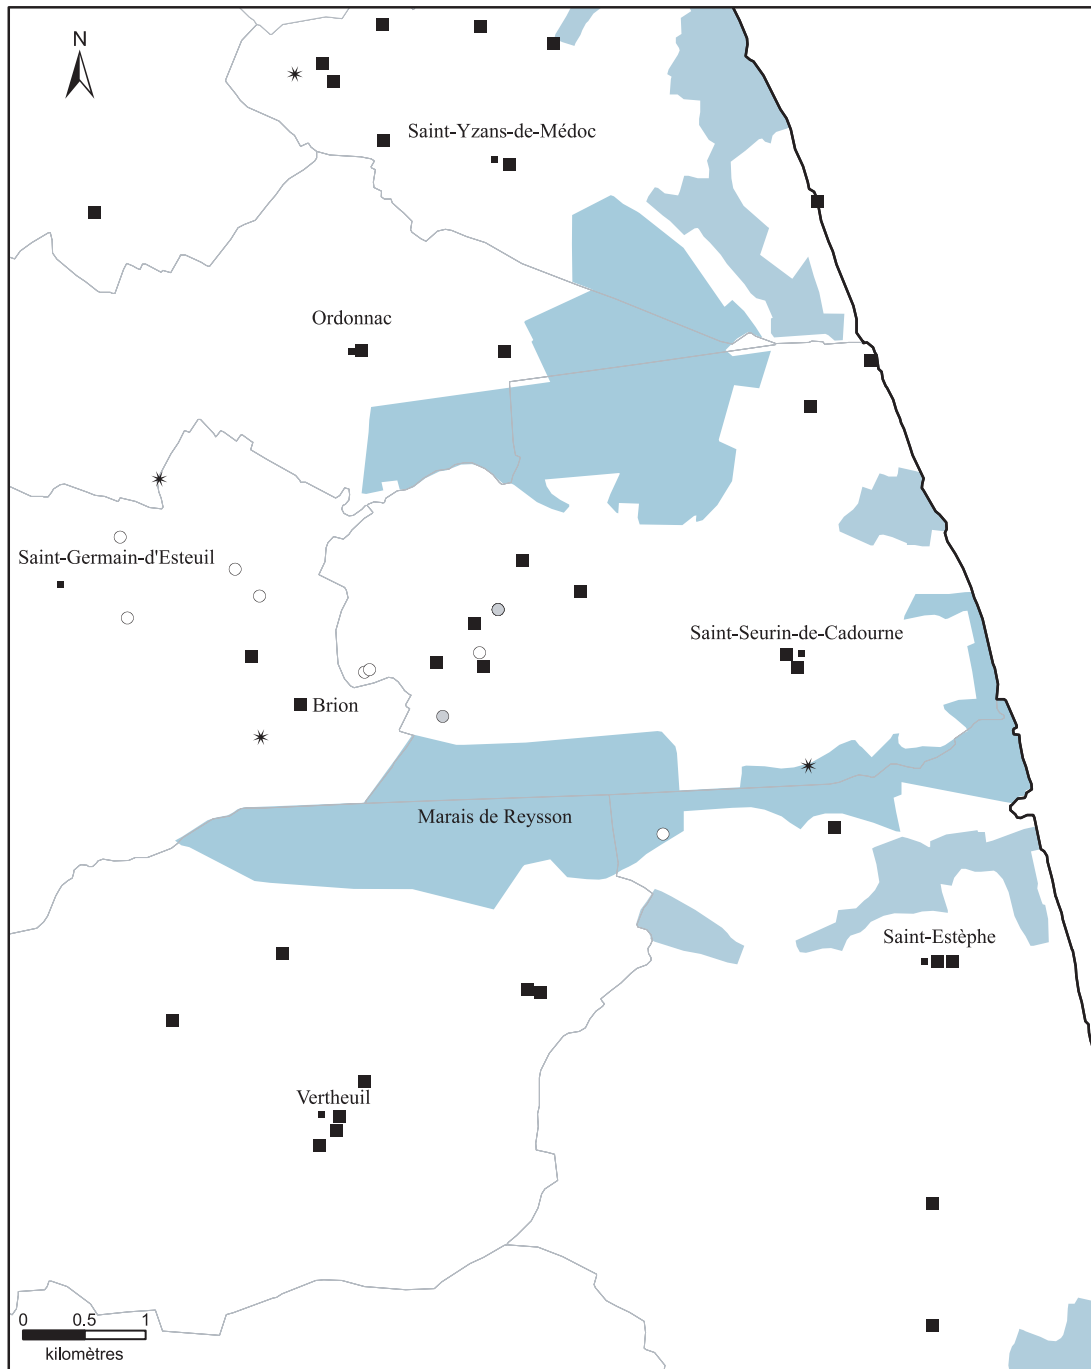 N
Saint-Yzans-de-Médoc
Ordonnac
Saint-Germain-d'Esteuil
Saint-Seurin-de-Cadourne
Brion
Marais de Reysson
Saint-Estèphe
Vertheuil
0 0.5 1
kilomètres